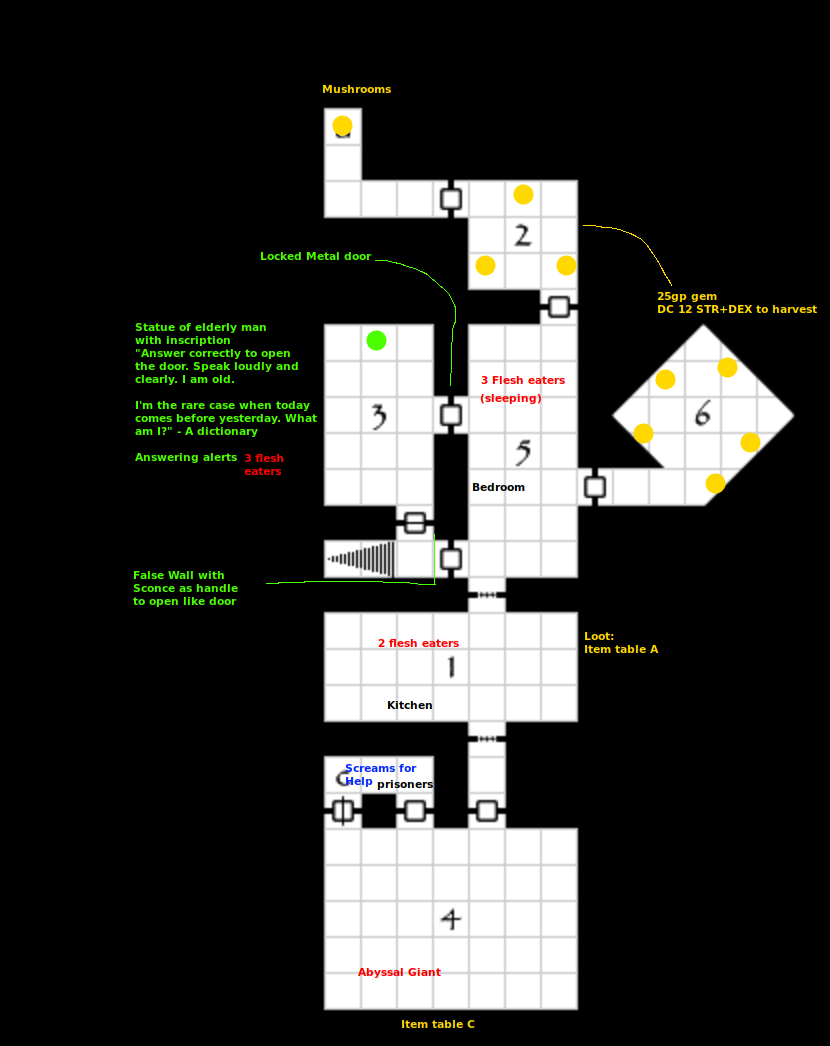 Mushrooms
2
Locked Metal door
25gp gem
DC 12 STR+DEX to harvest
Statue of elderly man
with inscription
"Answer correctly to open
the door. Speak loudly and
clearly. I am old.
I'm the rare case when today
comes before yesterday. What
am I?" - A dictionary
Answering alerts 3 flesh
eaters
3
3 Flesh eaters
(sleeping)
5
Bedroom
6
False Wall with
Sconce as handle
to open like door
2 flesh eaters
1
Kitchen
Loot:
Item table A
Screams for
Help
prisoners
4
Abyssal Giant
Item table C